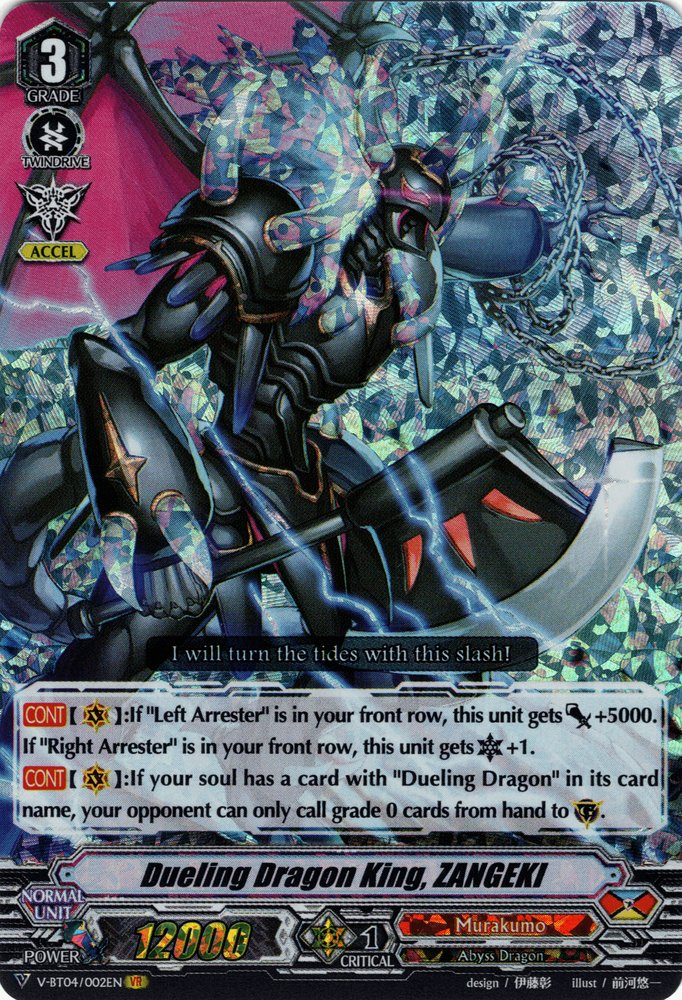 3
GRADE
TWINDRIVE
ACCEL
I will turn the tides with this slash!
CONT【 】:If "Left Arrester" is in your front row, this unit gets +5000.
If "Right Arrester" is in your front row, this unit gets +1.
CONT【 】:If your soul has a card with "Dueling Dragon" in its card
name, your opponent can only call grade 0 cards from hand to G.
Dueling Dragon King, ZANGEKI
NORMAL
UNIT
POWER 12000
1
CRITICAL
Murakumo
Abyss Dragon
V-BT04/002EN VR
design / 伊藤彰 illust / 前河悠一